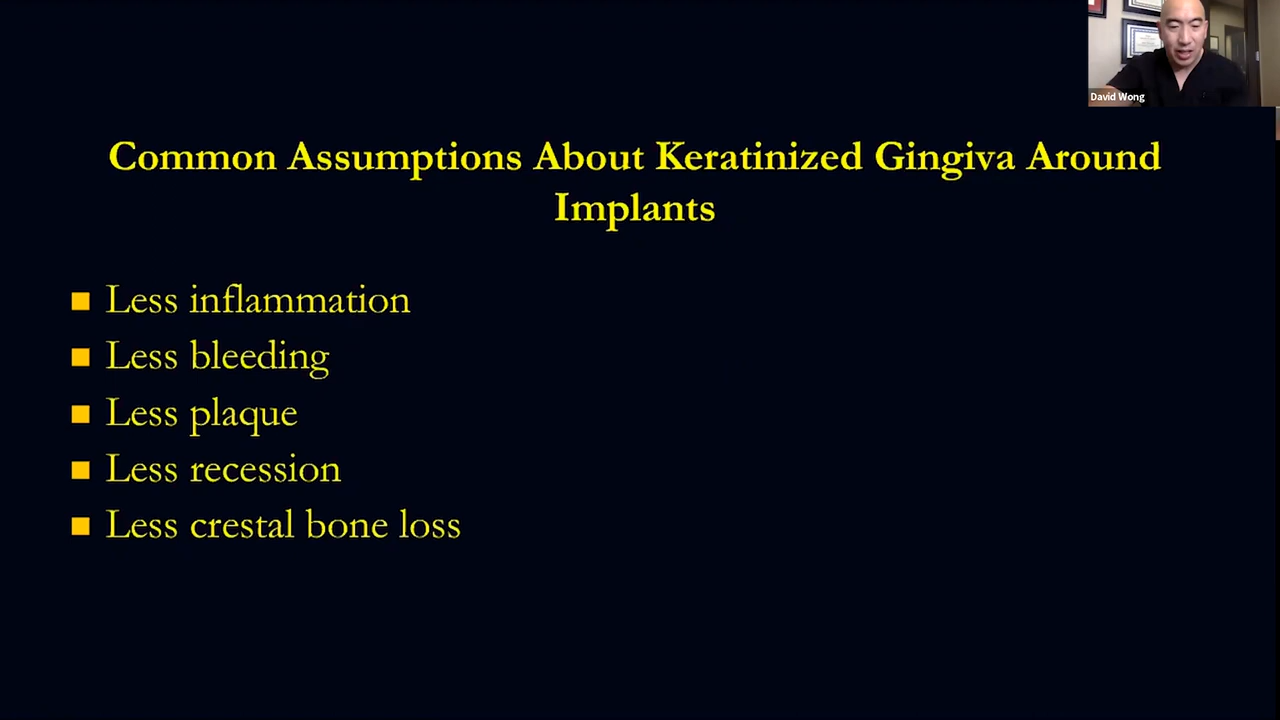 David Wong
Common Assumptions About Keratinized Gingiva Around
Implants
Less inflammation
Less bleeding
Less plaque
Less recession
Less crestal bone loss